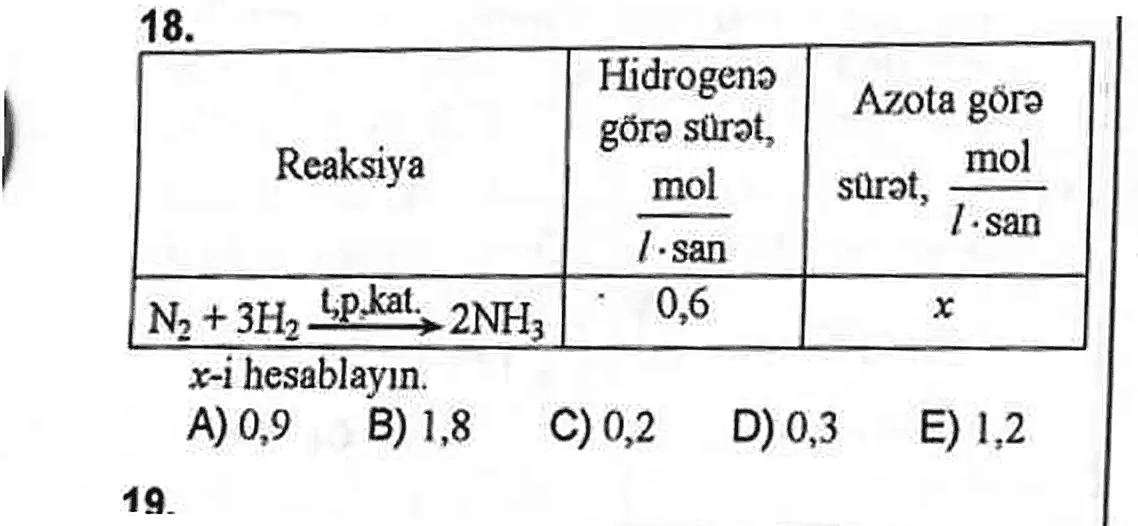 18.
Reaksiya
Hidrogenə
görə sürət,
mol
l·san
Azota görə
sürət, mol
l·san
N₂ + 3H₂ t,p,kat.→ 2NH₃
0,6
x
x-i hesablayın.
A) 0,9 B) 1,8 C) 0,2 D) 0,3 E) 1,2
19.